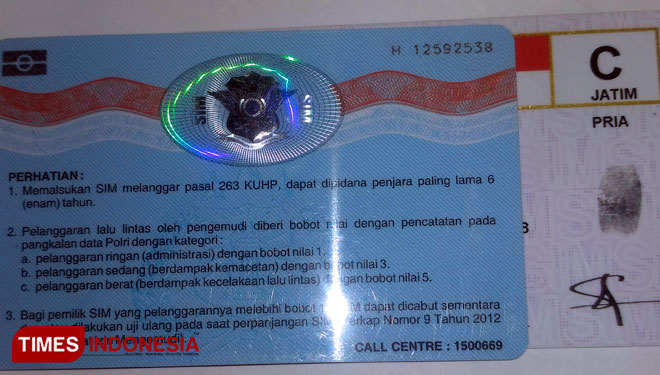 H 12592538
SIM SIM
C
JATIM
PRIA
PERHATIAN :
1. Memalsukan SIM melanggar pasal 263 KUHP, dapat dipidana penjara paling lama 6
(enam) tahun.
2. Pelanggaran lalu lintas oleh pengemudi diberi bobot nilai dengan pencatatan pada
pangkalan data Polri dengan kategori :
a. pelanggaran ringan (administrasi) dengan bobot nilai 1.
b. pelanggaran sedang (berdampak kemacetan) dengan bobot nilai 3.
c. pelanggaran berat (berdampak kecelakaan lalu lintas) dengan bobot nilai 5.
3. Bagi pemilik SIM yang pelanggarannya melebihi bobot dapat dicabut sementara
dilakukan uji ulang pada saat perpanjangan Nomor 9 Tahun 2012
TIMES INDONESIA
CALL CENTRE : 1500669